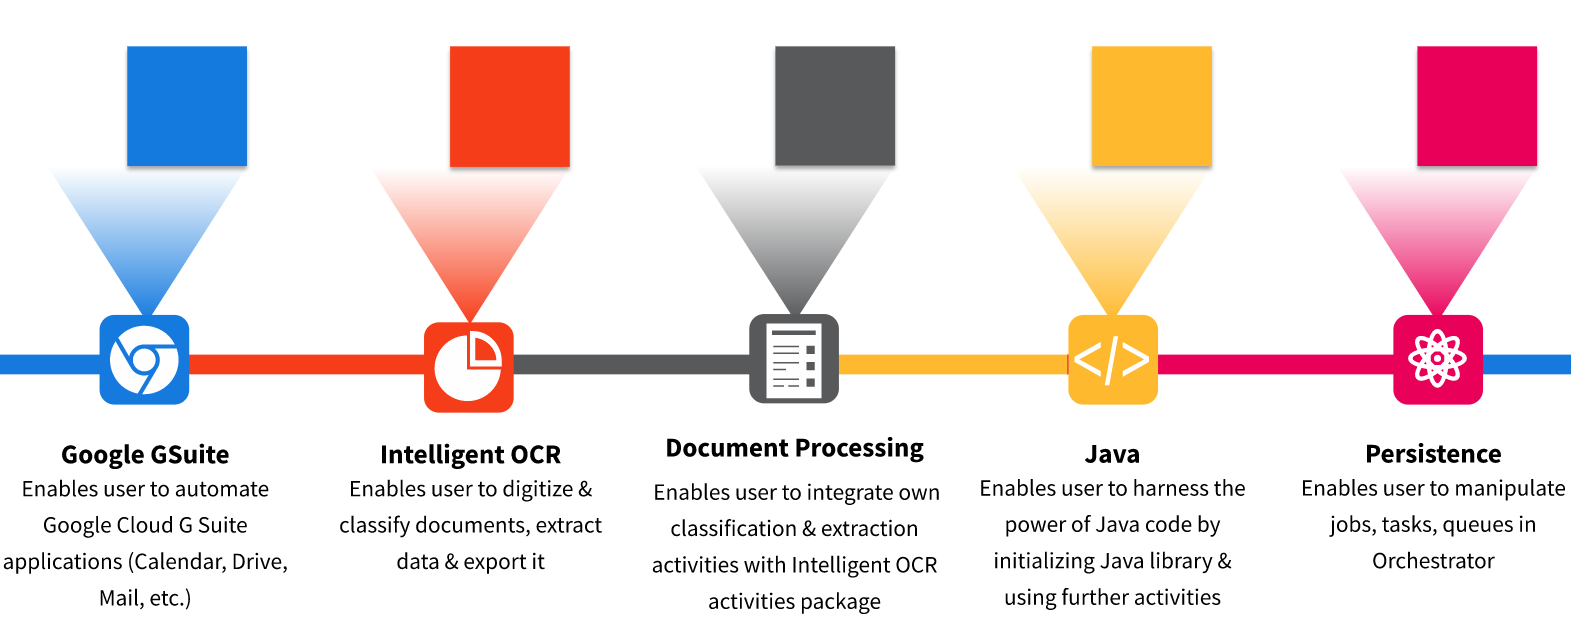 Google GSuite
Enables user to automate
Google Cloud G Suite
applications (Calendar, Drive,
Mail, etc.)
Intelligent OCR
Enables user to digitize &
classify documents, extract
data & export it
Document Processing
Enables user to integrate own
classification & extraction
activities with Intelligent OCR
activities package
</>
Java
Enables user to harness the
power of Java code by
initializing Java library &
using further activities
Persistence
Enables user to manipulate
jobs, tasks, queues in
Orchestrator